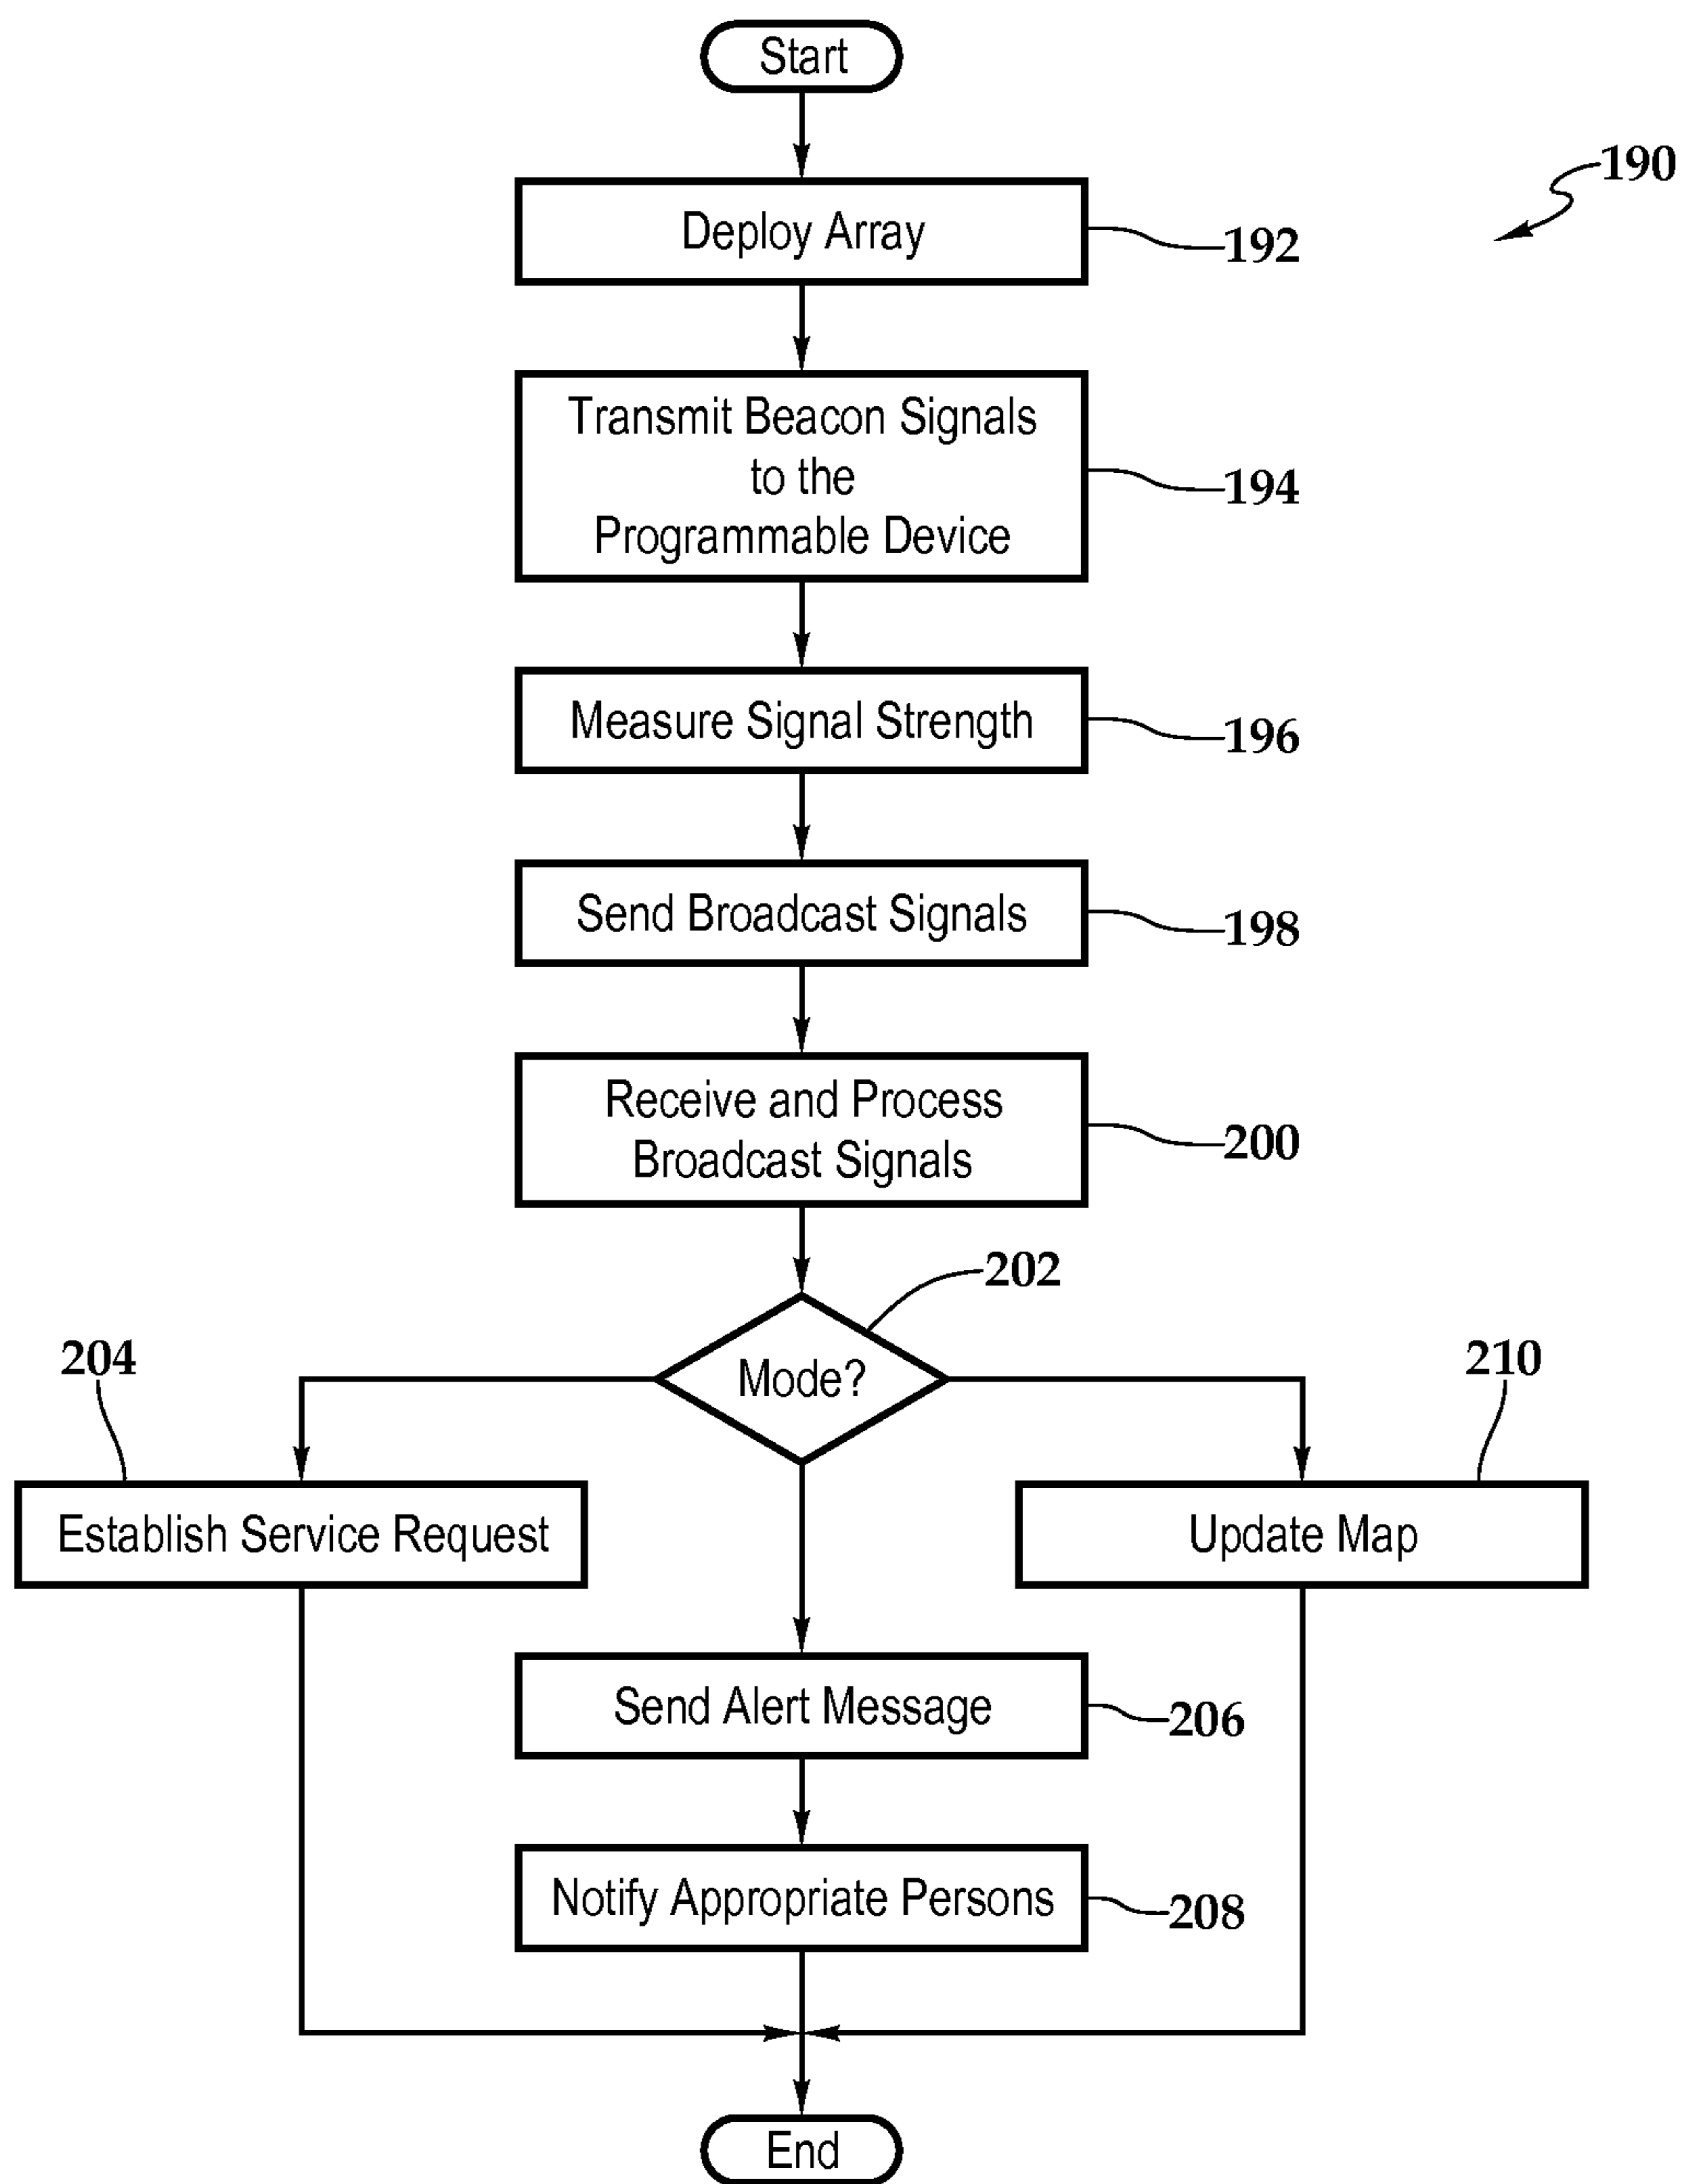 Start
190
Deploy Array
192
Transmit Beacon Signals
to the
Programmable Device
194
Measure Signal Strength
196
Send Broadcast Signals
198
Receive and Process
Broadcast Signals
200
202
Mode?
204
210
Establish Service Request
Update Map
Send Alert Message
206
Notify Appropriate Persons
208
End